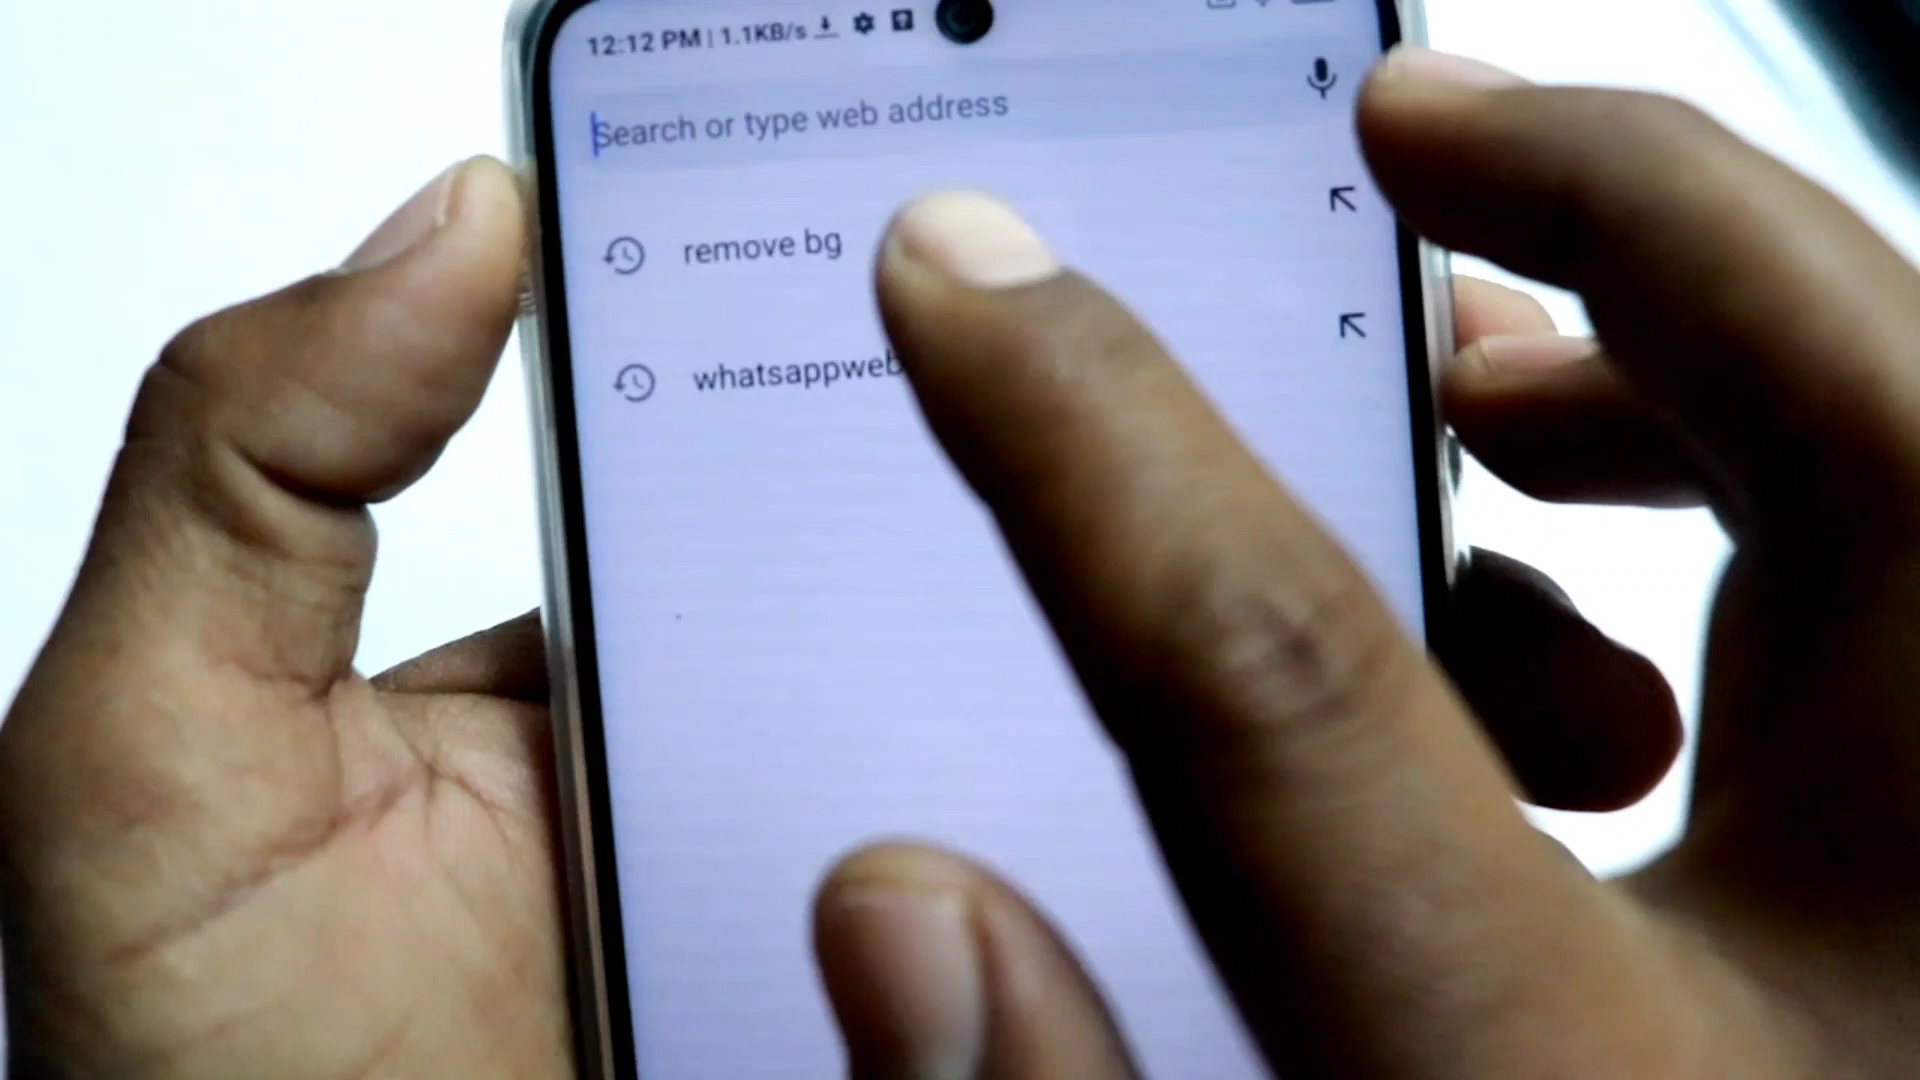 12:12 PM | 1.1KB/s
Search or type web address
remove bg
whatsappweb